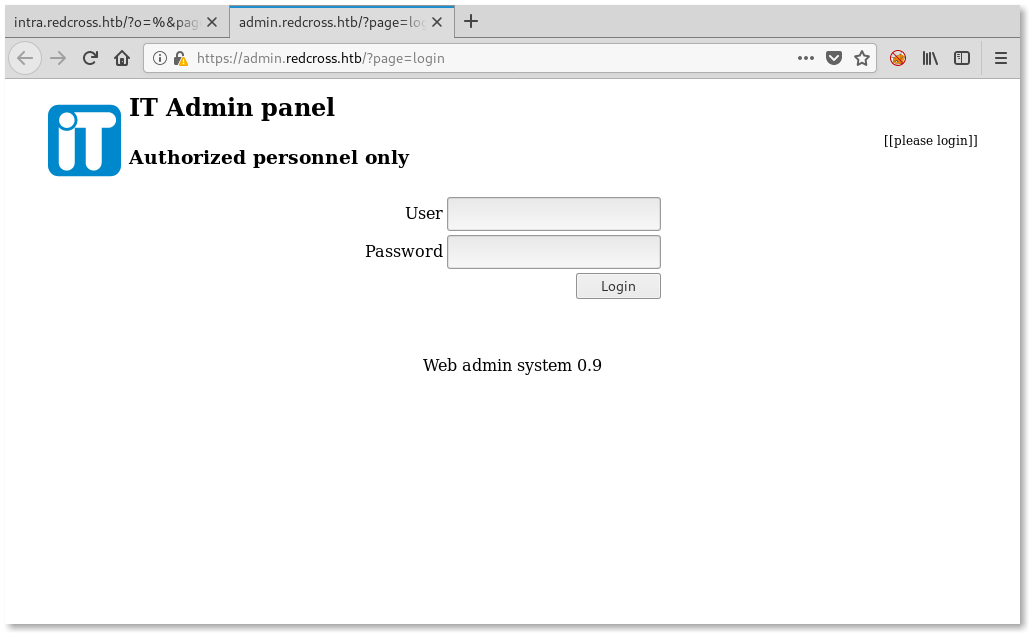 intra.redcross.htb/?o=%&pag
admin.redcross.htb/?page=log
https://admin.redcross.htb/?page=login
iT
IT Admin panel
Authorized personnel only
[[please login]]
User
Password
Login
Web admin system 0.9